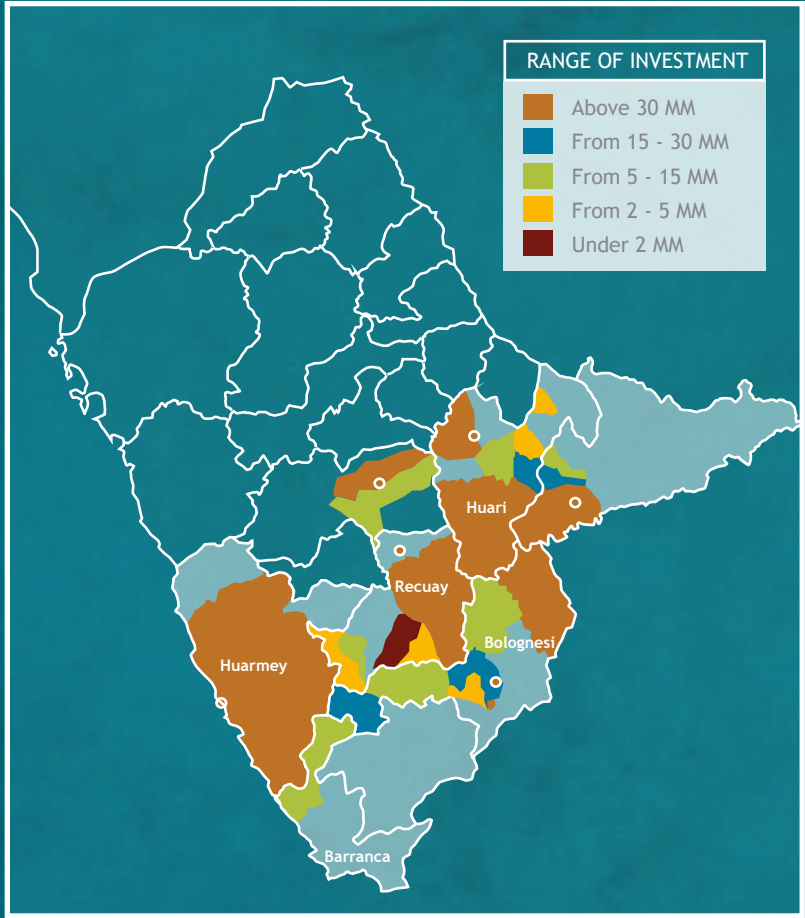 RANGE OF INVESTMENT
Above 30 MM
From 15 - 30 MM
From 5 - 15 MM
From 2 - 5 MM
Under 2 MM
Huari
Recuay
Bolognesi
Huarmey
Barranca